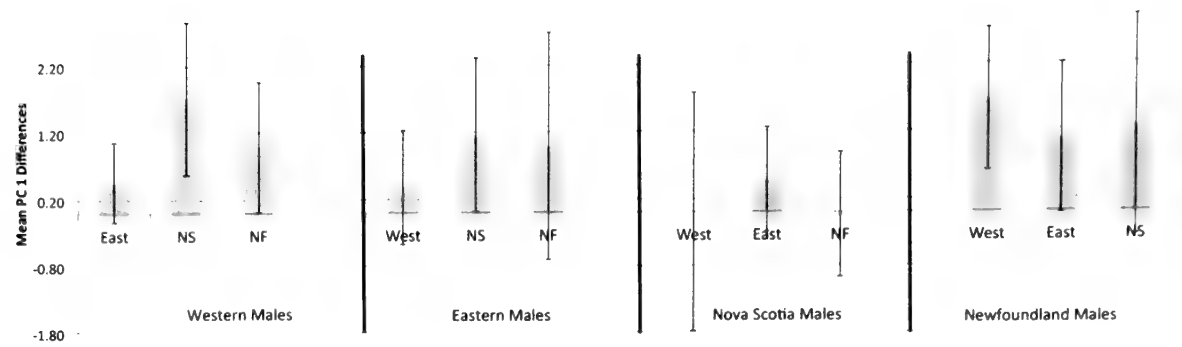 Mean PC 1 Differences
2.20
1.20
0.20
-0.80
-1.80
East NS NF
West NS NF
West East NF
West East NS
Western Males
Eastern Males
Nova Scotia Males
Newfoundland Males